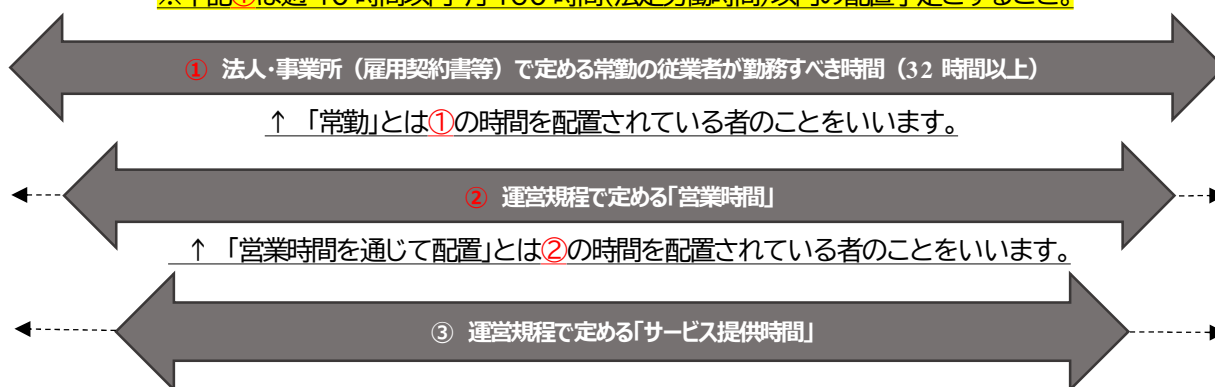 ① 法人・事業所（雇用契約書等）で定める常勤の従業者が勤務すべき時間（32 時間以上）
↑ 「常勤」とは①の時間を配置されている者のことをいいます。
② 運営規程で定める「営業時間」
↑ 「営業時間を通じて配置」とは②の時間を配置されている者のことをいいます。
③ 運営規程で定める「サービス提供時間」